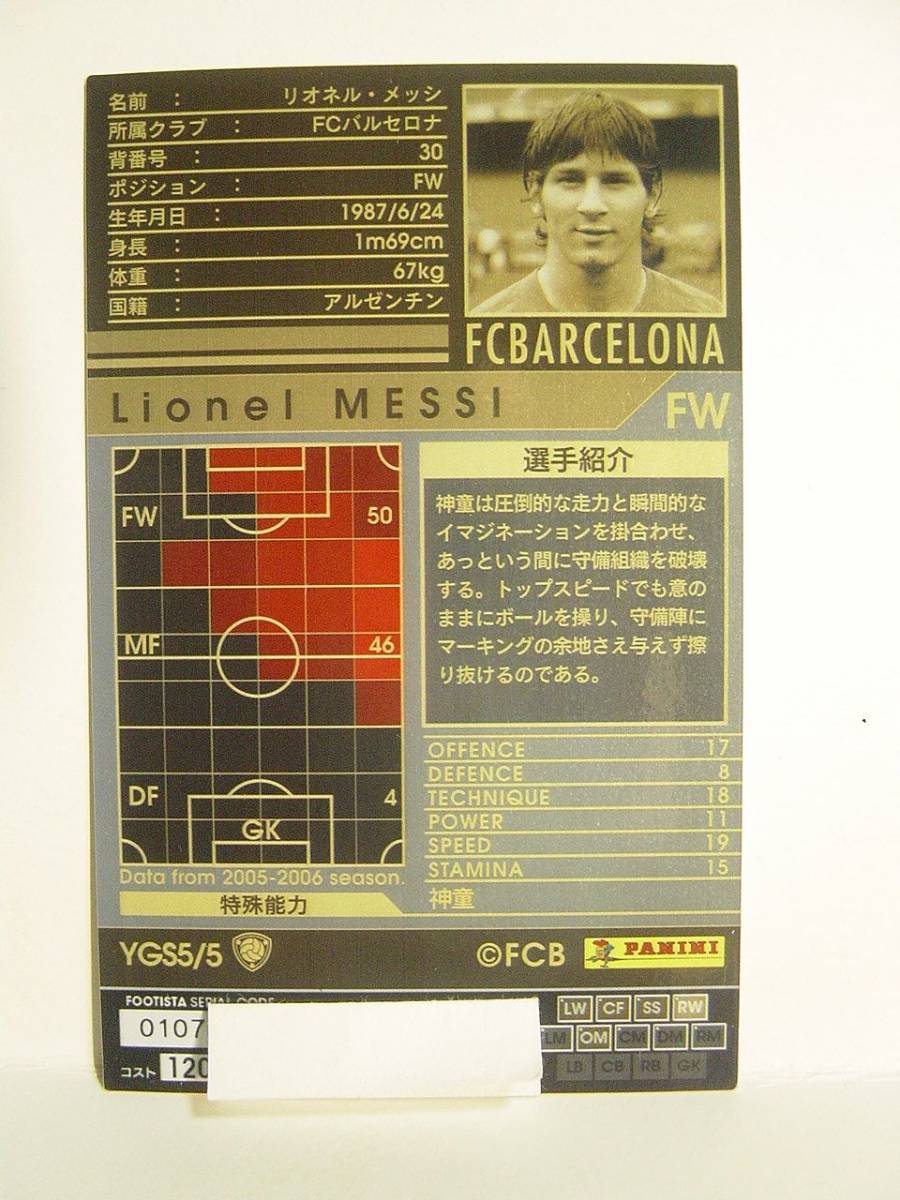 名前 : リオネル・メッシ
所属クラブ : FCバルセロナ
背番号 : 30
ポジション : FW
生年月日 : 1987/6/24
身長 : 1m69cm
体重 : 67kg
国籍 : アルゼンチン
FCBARCELONA
Lionel MESSI FW
FW 50
MF 46
DF 4
GK
Data from 2005-2006 season.
特殊能力
選手紹介
神童は圧倒的な走力と瞬間的な
イマジネーションを掛合わせ、
あっという間に守備組織を破壊
する。トップスピードでも意の
ままにボールを操り、守備陣に
マーキングの余地さえ与えず擦
り抜けるのである。
OFFENCE 17
DEFENCE 8
TECHNIQUE 18
POWER 11
SPEED 19
STAMINA 15
神童
YGS5/5 ©FCB PANINI
FOOTISTA SERIAL CODE
0107
コスト 120
LW CF SS RW
LM OM CM DM RM
LB CB RB GK